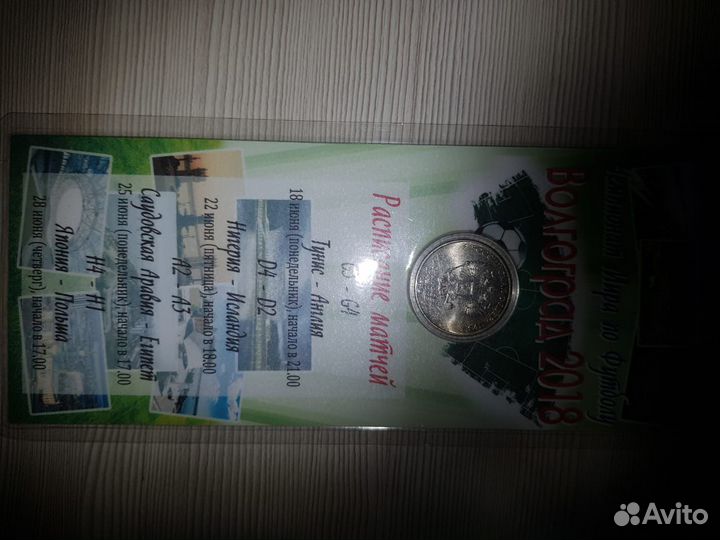 Чемпионат Мира по Футболу
ВОЛГОГРАД 2018
Расписание матчей
G3 - G4
Тунис - Англия
18 июня (понедельник), начало в 21.00
D4 - D2
Нигерия - Исландия
22 июня (пятница), начало в 18.00
A2 - A3
Саудовская Аравия - Египет
25 июня (понедельник), начало в 17.00
H4 - H1
Япония - Польша
28 июня (четверг), начало в 17.00
Avito